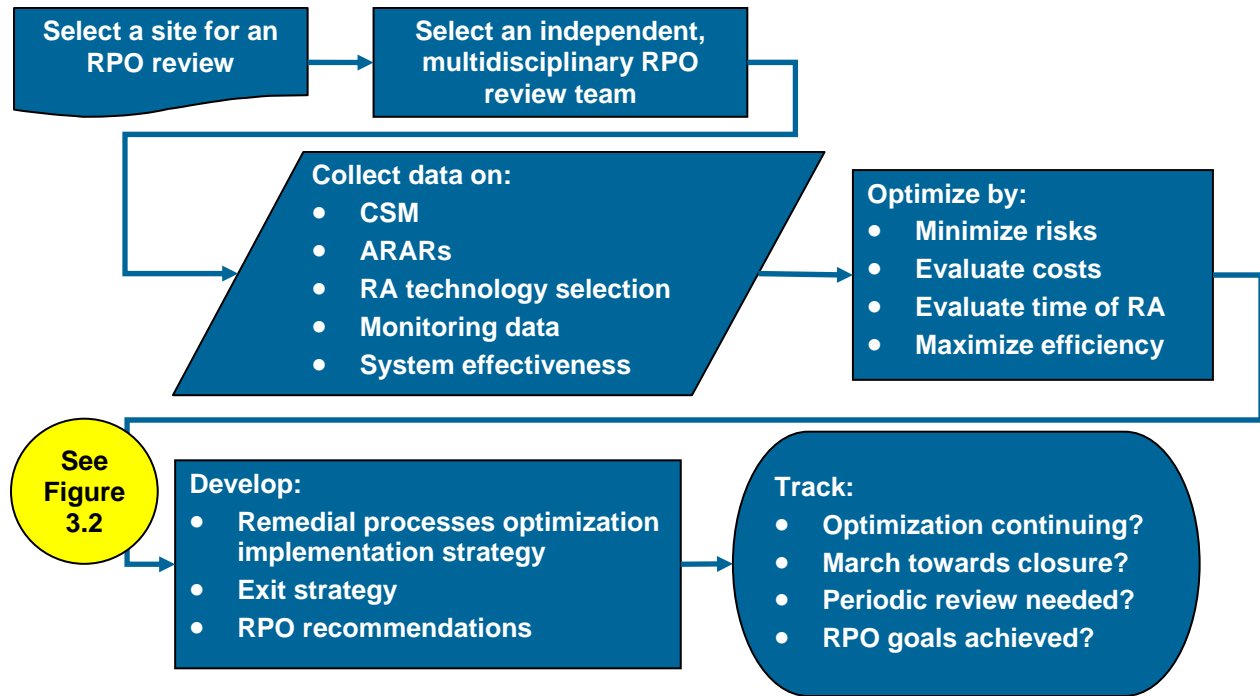 Select a site for an
RPO review
Select an independent,
multidisciplinary RPO
review team
Collect data on:
• CSM
• ARARs
• RA technology selection
• Monitoring data
• System effectiveness
Optimize by:
• Minimize risks
• Evaluate costs
• Evaluate time of RA
• Maximize efficiency
See
Figure
3.2
Develop:
• Remedial processes optimization
implementation strategy
• Exit strategy
• RPO recommendations
Track:
• Optimization continuing?
• March towards closure?
• Periodic review needed?
• RPO goals achieved?